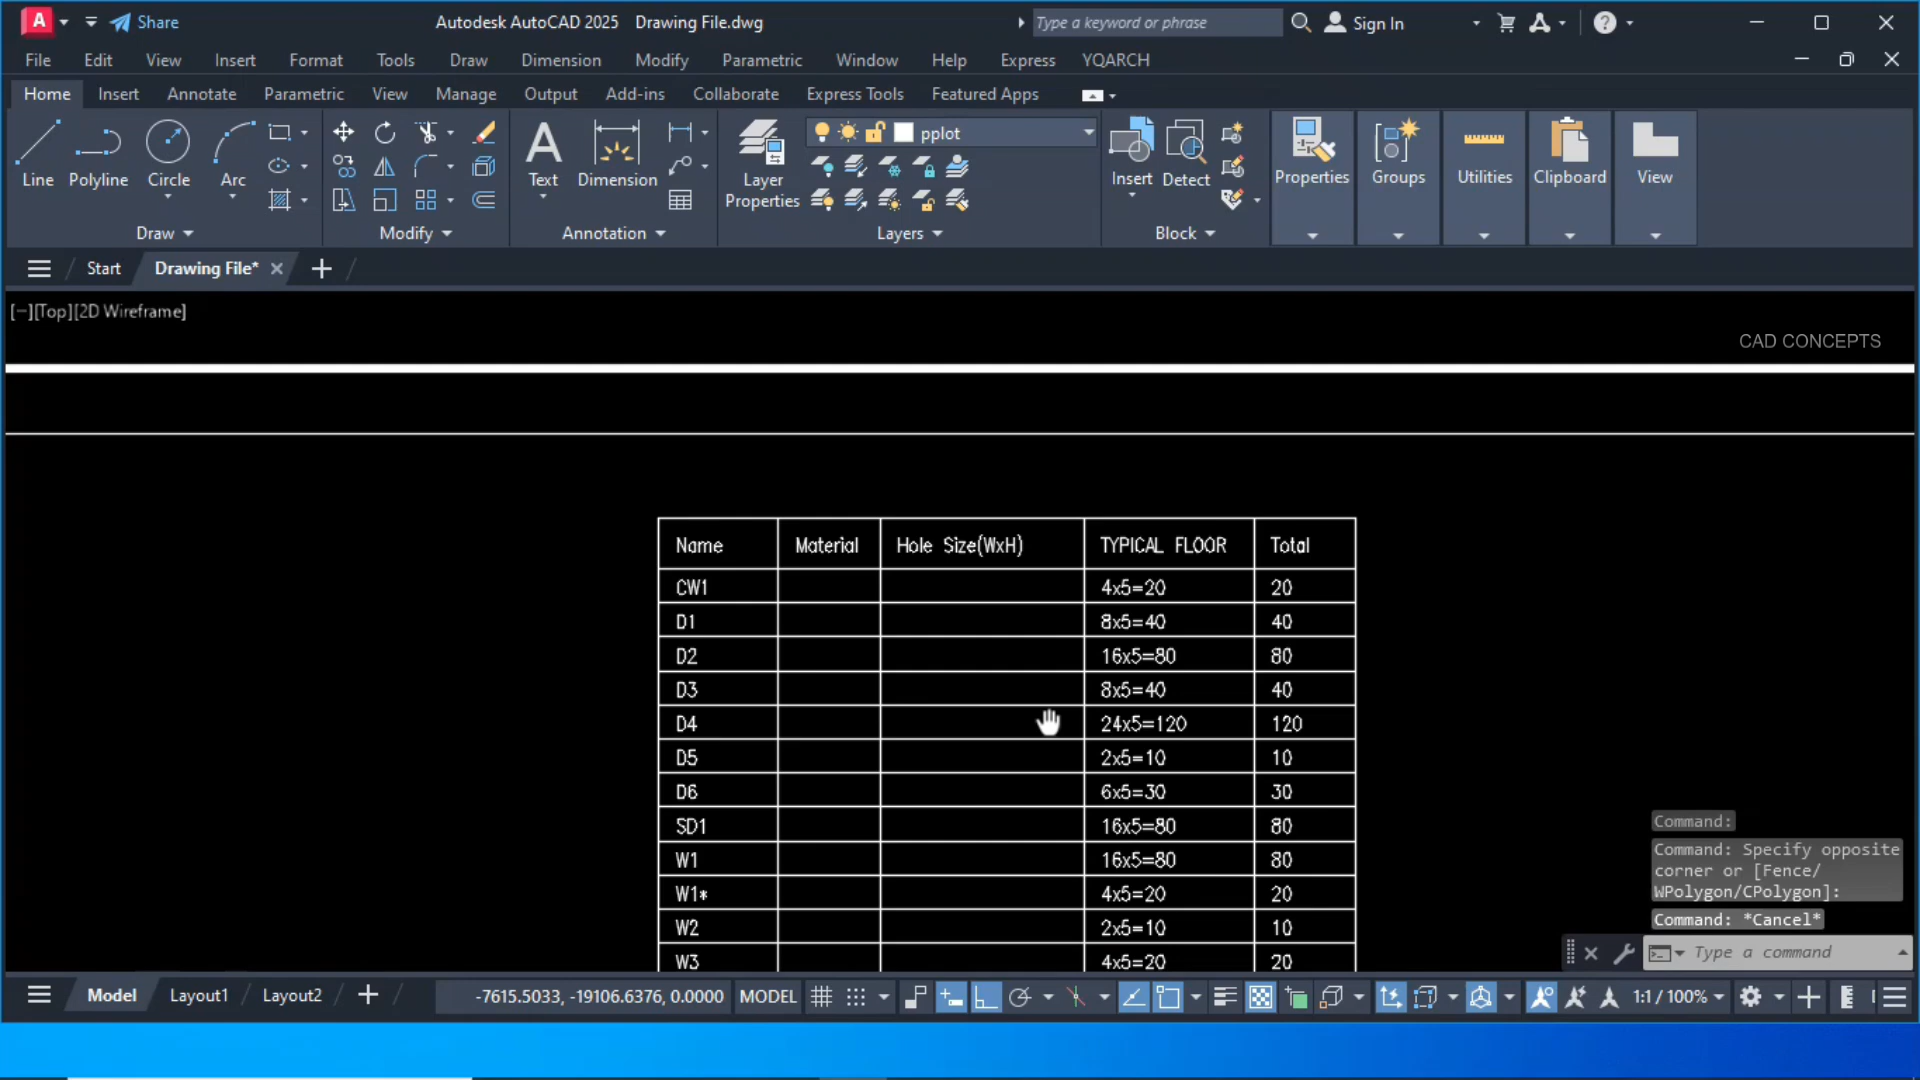 Share
Autodesk AutoCAD 2025 Drawing File.dwg
Type a keyword or phrase
Sign In
File Edit View Insert Format Tools Draw Dimension Modify Parametric Window Help Express YQARCH
Home Insert Annotate Parametric View Manage Output Add-ins Collaborate Express Tools Featured Apps
pplot
Line Polyline Circle Arc Text Dimension Layer Properties Insert Detect Properties Groups Utilities Clipboard View
Draw Modify Annotation Layers Block
Start Drawing File* +
[−][Top][2D Wireframe]
CAD CONCEPTS
Name Material Hole Size(WxH) TYPICAL FLOOR Total
CW1 4x5=20 20
D1 8x5=40 40
D2 16x5=80 80
D3 8x5=40 40
D4 24x5=120 120
D5 2x5=10 10
D6 6x5=30 30
SD1 16x5=80 80
W1 16x5=80 80
W1* 4x5=20 20
W2 2x5=10 10
W3 4x5=20 20
Command:
Command: Specify opposite
corner or [Fence/
WPolygon/CPolygon]:
Command: *Cancel*
Type a command
Model Layout1 Layout2 + -7615.5033, -19106.6376, 0.0000 MODEL 1:1 / 100%